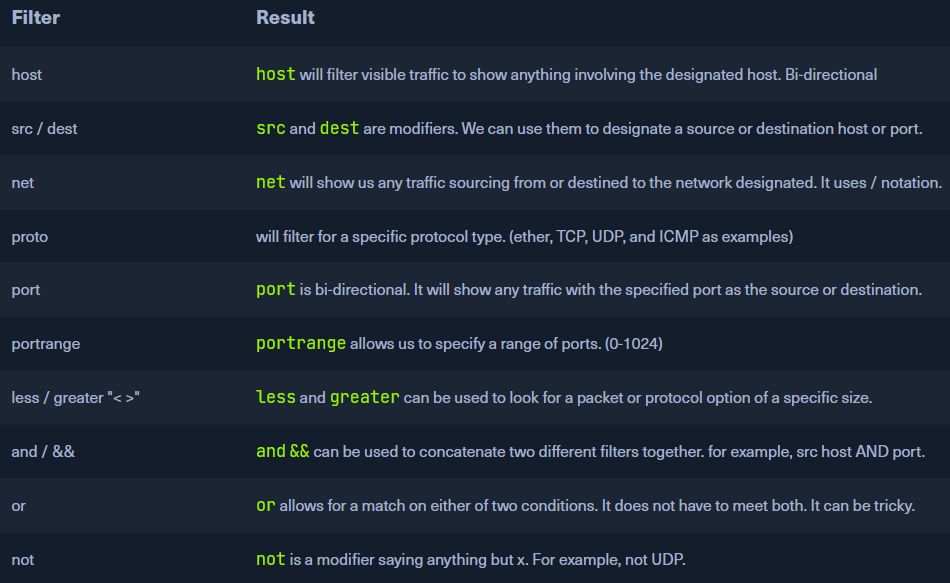 Filter Result
host host will filter visible traffic to show anything involving the designated host. Bi-directional
src / dest src and dest are modifiers. We can use them to designate a source or destination host or port.
net net will show us any traffic sourcing from or destined to the network designated. It uses / notation.
proto will filter for a specific protocol type. (ether, TCP, UDP, and ICMP as examples)
port port is bi-directional. It will show any traffic with the specified port as the source or destination.
portrange portrange allows us to specify a range of ports. (0-1024)
less / greater "< >" less and greater can be used to look for a packet or protocol option of a specific size.
and / && and && can be used to concatenate two different filters together. for example, src host AND port.
or or allows for a match on either of two conditions. It does not have to meet both. It can be tricky.
not not is a modifier saying anything but x. For example, not UDP.